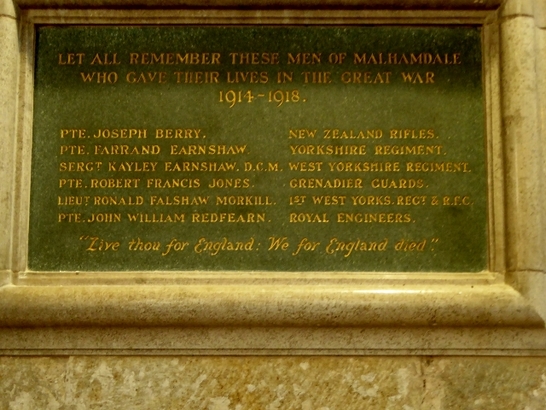 LET ALL REMEMBER THESE MEN OF MALHAMDALE
WHO GAVE THEIR LIVES IN THE GREAT WAR
1914-1918.
PTE. JOSEPH BERRY. NEW ZEALAND RIFLES.
PTE. FARRAND EARNSHAW. YORKSHIRE REGIMENT.
SERGT KAYLEY EARNSHAW. D.C.M. WEST YORKSHIRE REGIMENT.
PTE. ROBERT FRANCIS JONES. GRENADIER GUARDS.
LIEUT RONALD FALSHAW MORKILL. 1ST WEST YORKS. REGT & R.F.C.
PTE. JOHN WILLIAM REDFEARN. ROYAL ENGINEERS.
"Live thou for England: We for England died".